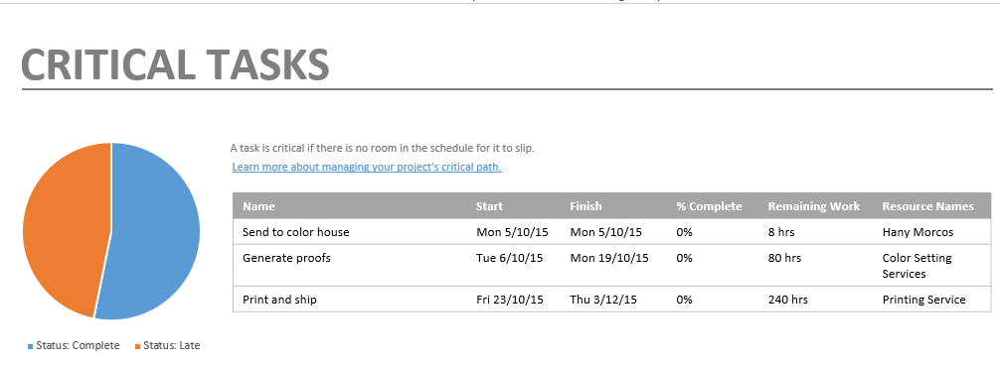 CRITICAL TASKS
A task is critical if there is no room in the schedule for it to slip.
Learn more about managing your project's critical path.
Name Start Finish % Complete Remaining Work Resource Names
Send to color house Mon 5/10/15 Mon 5/10/15 0% 8 hrs Hany Morcos
Generate proofs Tue 6/10/15 Mon 19/10/15 0% 80 hrs Color Setting
Services
Print and ship Fri 23/10/15 Thu 3/12/15 0% 240 hrs Printing Service
Status: Complete Status: Late